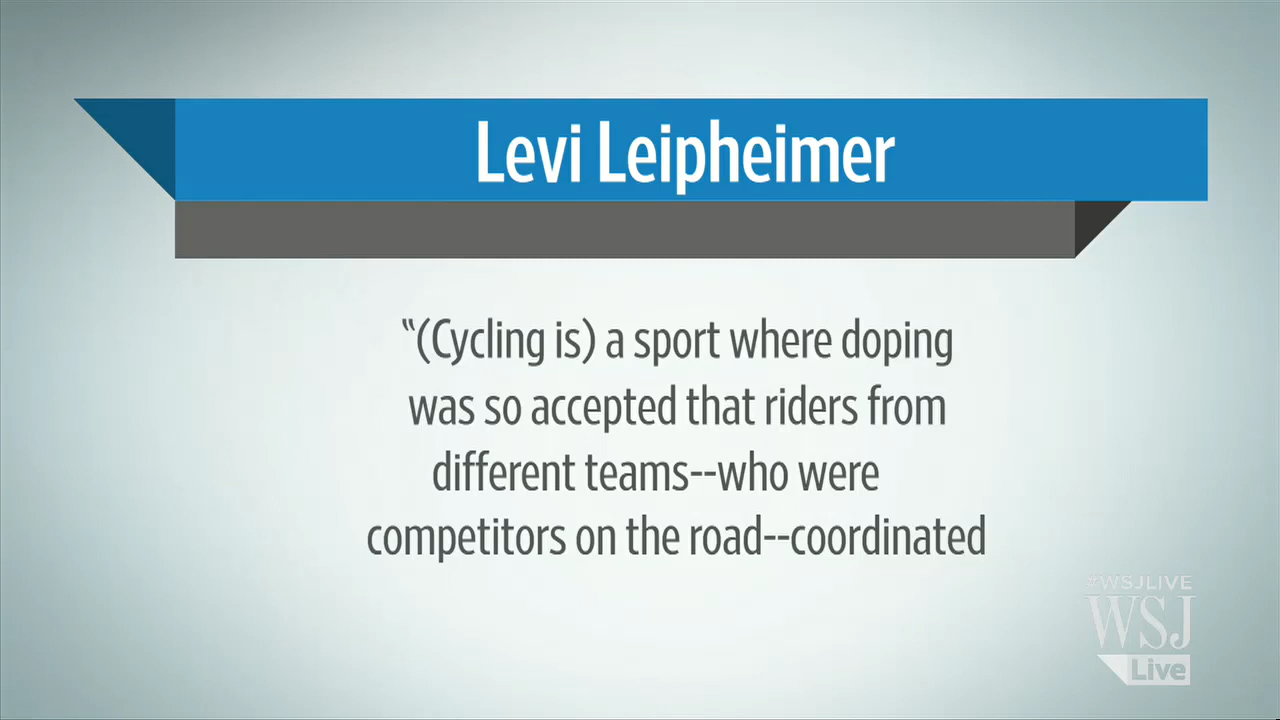 Levi Leipheimer
‟(Cycling is) a sport where doping
was so accepted that riders from
different teams--who were
competitors on the road--coordinated
#WSJLIVE
WSJ
Live